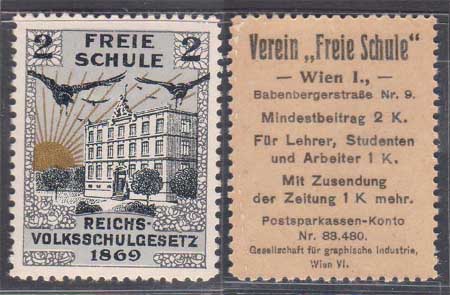 2 FREIE 2
SCHULE
REICHS-
VOLKSSCHULGESETZ
1869
Verein „Freie Schule“
— Wien I., —
Babenbergerstraße Nr. 9.
Mindestbeitrag 2 K.
Für Lehrer, Studenten
und Arbeiter 1 K.
Mit Zusendung
der Zeitung 1 K mehr.
Postsparkassen-Konto
Nr. 83,480.
Gesellschaft für graphische Industrie,
Wien VI.